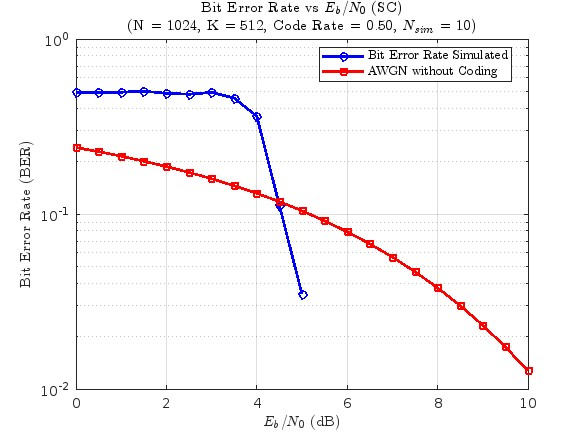 Bit Error Rate vs E_b/N_0 (SC)
(N = 1024, K = 512, Code Rate = 0.50, N_sim = 10)
Bit Error Rate Simulated
AWGN without Coding
Bit Error Rate (BER)
10^0
10^-1
10^-2
0 2 4 6 8 10
E_b/N_0 (dB)